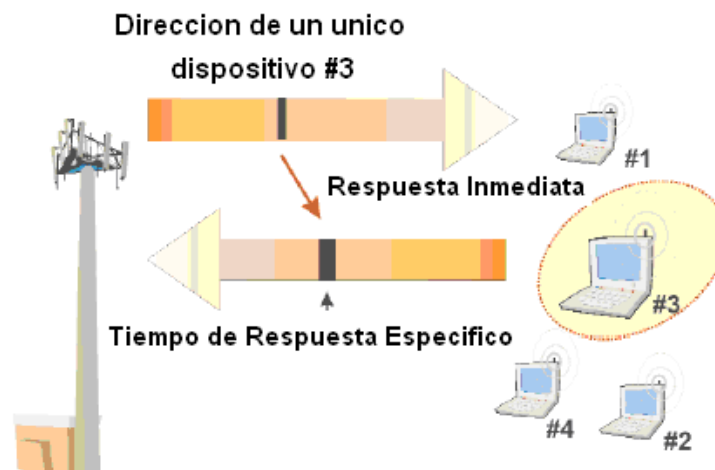 Direccion de un unico
dispositivo #3
#1
Respuesta Inmediata
#3
Tiempo de Respuesta Especifico
#4
#2